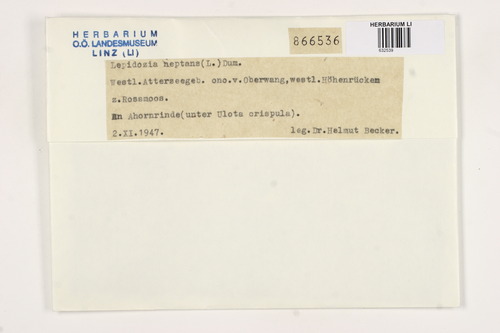 HERBARIUM
O.Ö. LANDESMUSEUM
LINZ (LI)
866536
HERBARIUM LI
Lepidozia reptans(L.)Dum.
Westl.Atterseegeb. onö.v.Oberwang,westl.Höhenrücken
z.Rossmoos.
An Ahornrinde(unter Ulota crispula).
2.XI.1947.
leg.Dr.Helmut Becker.